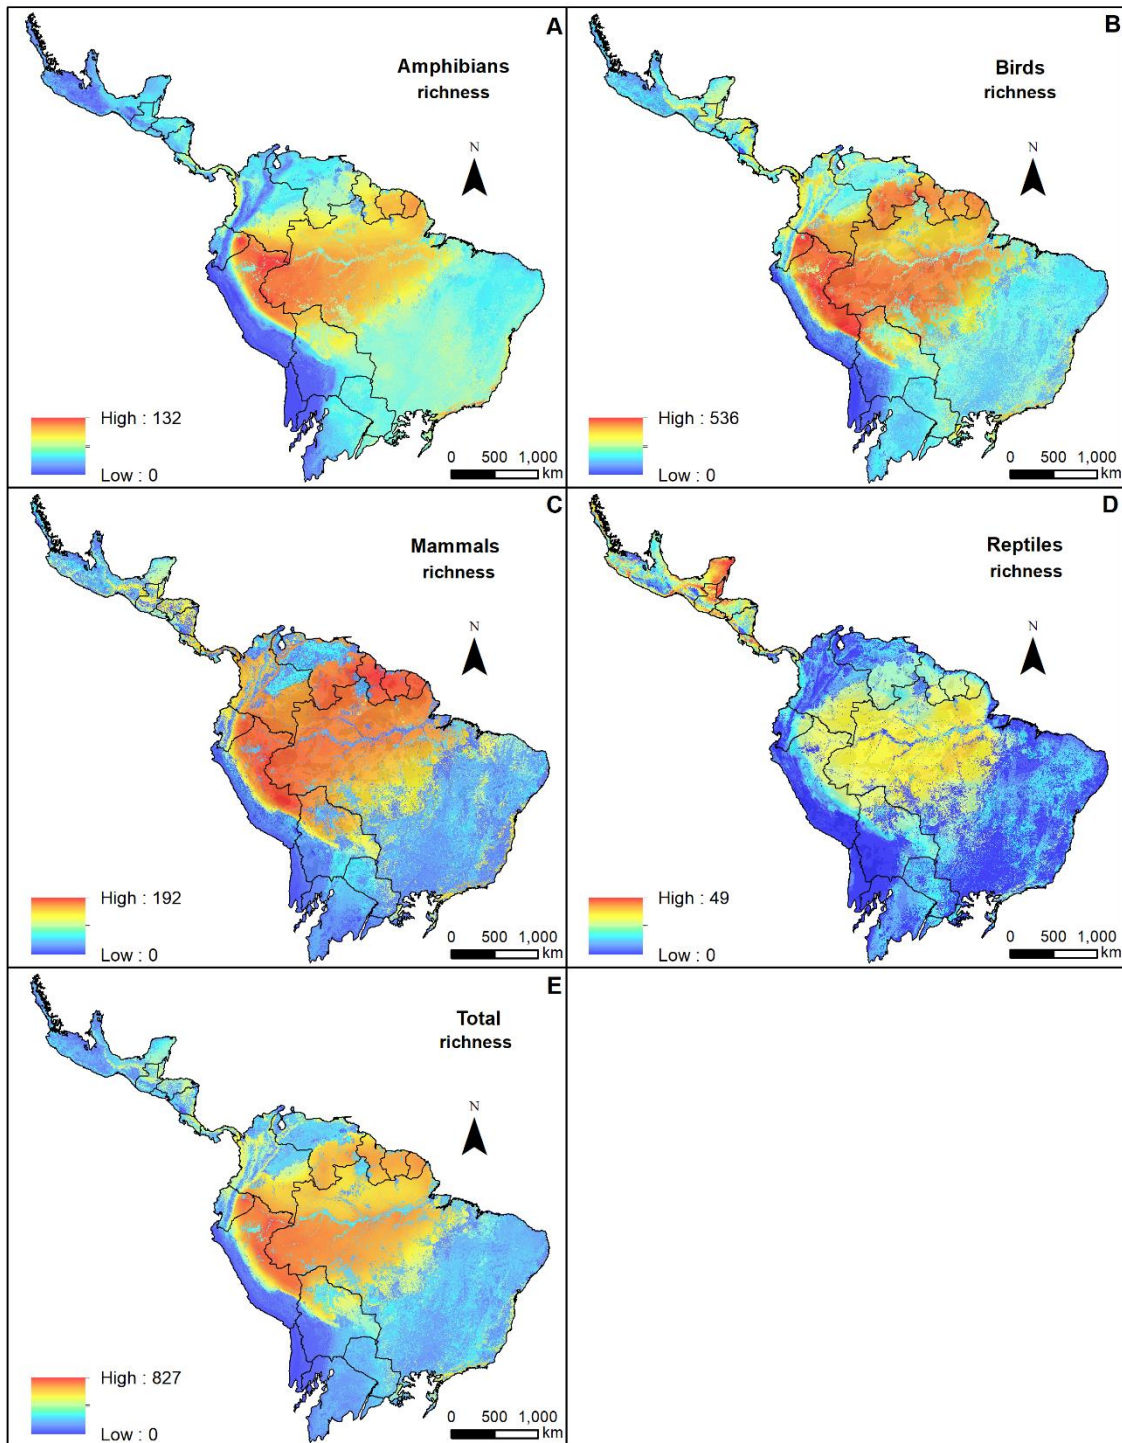 A
Amphibians
richness
N
High : 132
Low : 0
0 500 1,000
km
B
Birds
richness
N
High : 536
Low : 0
0 500 1,000
km
C
Mammals
richness
N
High : 192
Low : 0
0 500 1,000
km
D
Reptiles
richness
N
High : 49
Low : 0
0 500 1,000
km
E
Total
richness
N
High : 827
Low : 0
0 500 1,000
km